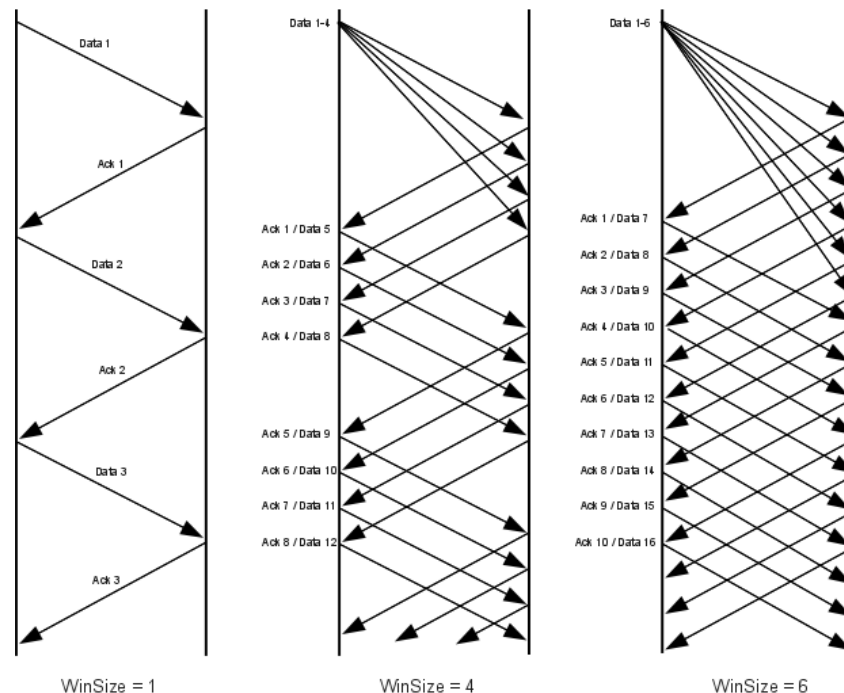 Data 1
Ack 1
Data 2
Ack 2
Data 3
Ack 3
WinSize = 1
Data 1-4
Ack 1 / Data 5
Ack 2 / Data 6
Ack 3 / Data 7
Ack 4 / Data 8
Ack 5 / Data 9
Ack 6 / Data 10
Ack 7 / Data 11
Ack 8 / Data 12
WinSize = 4
Data 1-6
Ack 1 / Data 7
Ack 2 / Data 8
Ack 3 / Data 9
Ack 4 / Data 10
Ack 5 / Data 11
Ack 6 / Data 12
Ack 7 / Data 13
Ack 8 / Data 14
Ack 9 / Data 15
Ack 10 / Data 16
WinSize = 6